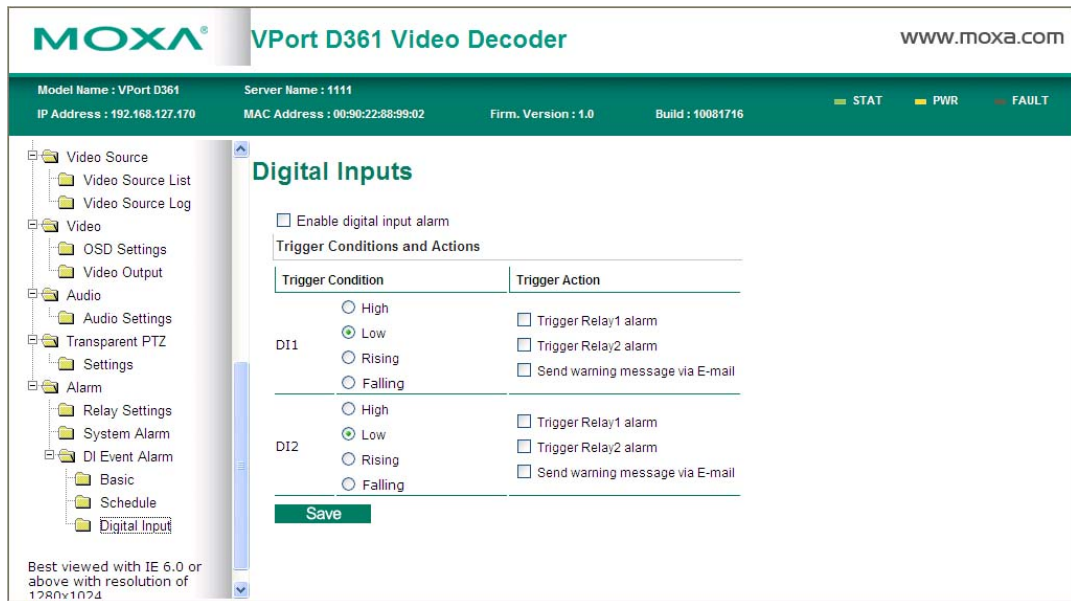 MOXA® VPort D361 Video Decoder www.moxa.com
Model Name : VPort D361 Server Name : 1111
IP Address : 192.168.127.170 MAC Address : 00:90:22:88:99:02 Firm. Version : 1.0 Build : 10081716
STAT PWR FAULT
Video Source
Video Source List
Video Source Log
Video
OSD Settings
Video Output
Audio
Audio Settings
Transparent PTZ
Settings
Alarm
Relay Settings
System Alarm
DI Event Alarm
Basic
Schedule
Digital Input
Best viewed with IE 6.0 or
above with resolution of
1280x1024
Digital Inputs
Enable digital input alarm
Trigger Conditions and Actions
Trigger Condition Trigger Action
DI1
High
Low
Rising
Falling
Trigger Relay1 alarm
Trigger Relay2 alarm
Send warning message via E-mail
DI2
High
Low
Rising
Falling
Trigger Relay1 alarm
Trigger Relay2 alarm
Send warning message via E-mail
Save